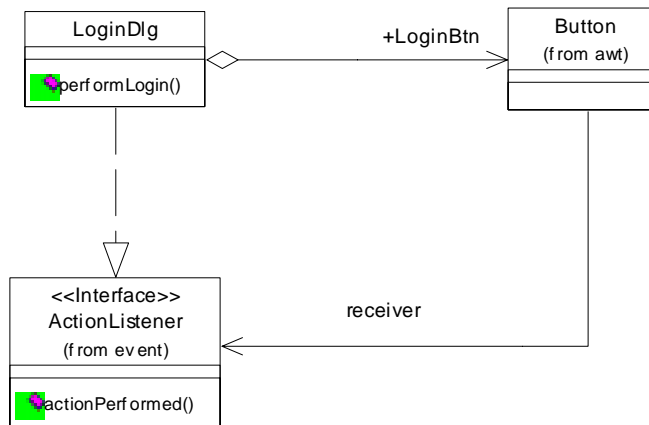 LoginDlg
performLogin()
+LoginBtn
Button
(from awt)
<<Interface>>
ActionListener
(from event)
actionPerformed()
receiver